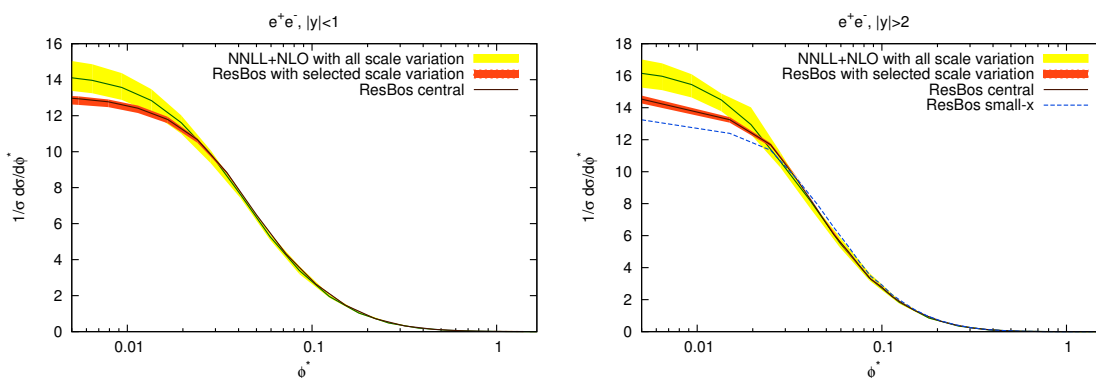 e+e-, |y|<1
NNLL+NLO with all scale variation
ResBos with selected scale variation
ResBos central
1/σ dσ/dϕ*
16
14
12
10
8
6
4
2
0
0.01
0.1
1
ϕ*
e+e-, |y|>2
NNLL+NLO with all scale variation
ResBos with selected scale variation
ResBos central
ResBos small-x
1/σ dσ/dϕ*
18
16
14
12
10
8
6
4
2
0
0.01
0.1
1
ϕ*